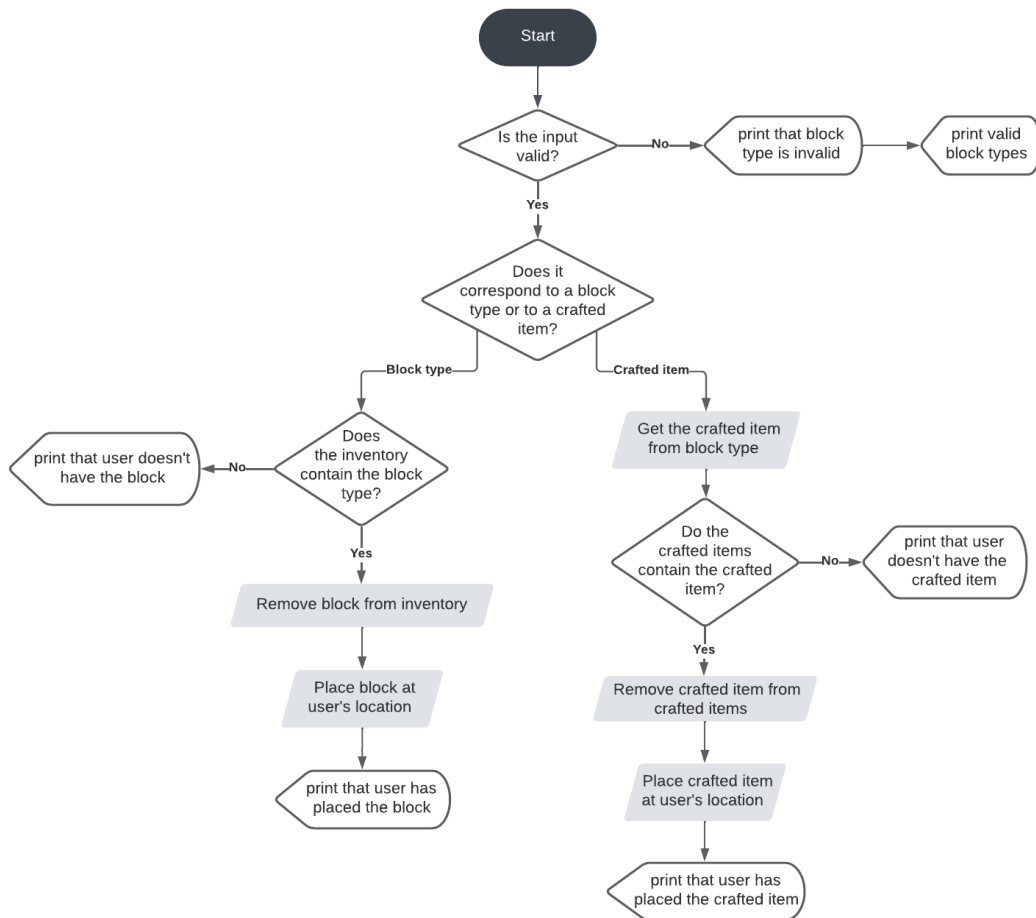 Start
Is the input
valid?
No
print that block
type is invalid
print valid
block types
Yes
Does it
correspond to a block
type or to a crafted
item?
Block type
Crafted item
Does
the inventory
contain the block
type?
No
print that user doesn't
have the block
Yes
Remove block from inventory
Place block at
user's location
print that user has
placed the block
Get the crafted item
from block type
Do the
crafted items
contain the crafted
item?
No
print that user
doesn't have the
crafted item
Yes
Remove crafted item from
crafted items
Place crafted item
at user's location
print that user has
placed the crafted item